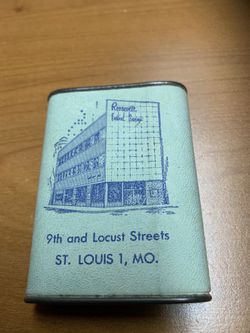 Roosevelt
Federal Savings
9th and Locust Streets
ST. LOUIS 1, MO.